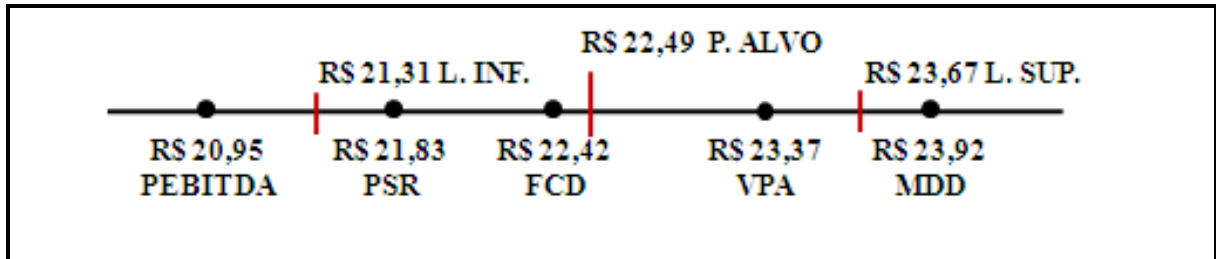 R$ 22,49 P. ALVO
R$ 21,31 L. INF.
R$ 23,67 L. SUP.
R$ 20,95
PEBITDA
R$ 21,83
PSR
R$ 22,42
FCD
R$ 23,37
VPA
R$ 23,92
MDD